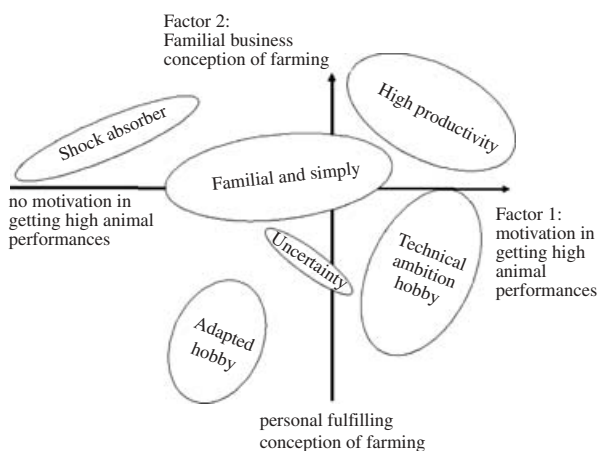 Factor 2:
Familial business
conception of farming
High productivity
Shock absorber
Familial and simply
no motivation in
getting high animal
performances
Factor 1:
motivation in
getting high
animal
performances
Uncertainty
Technical
ambition
hobby
Adapted
hobby
personal fulfilling
conception of farming